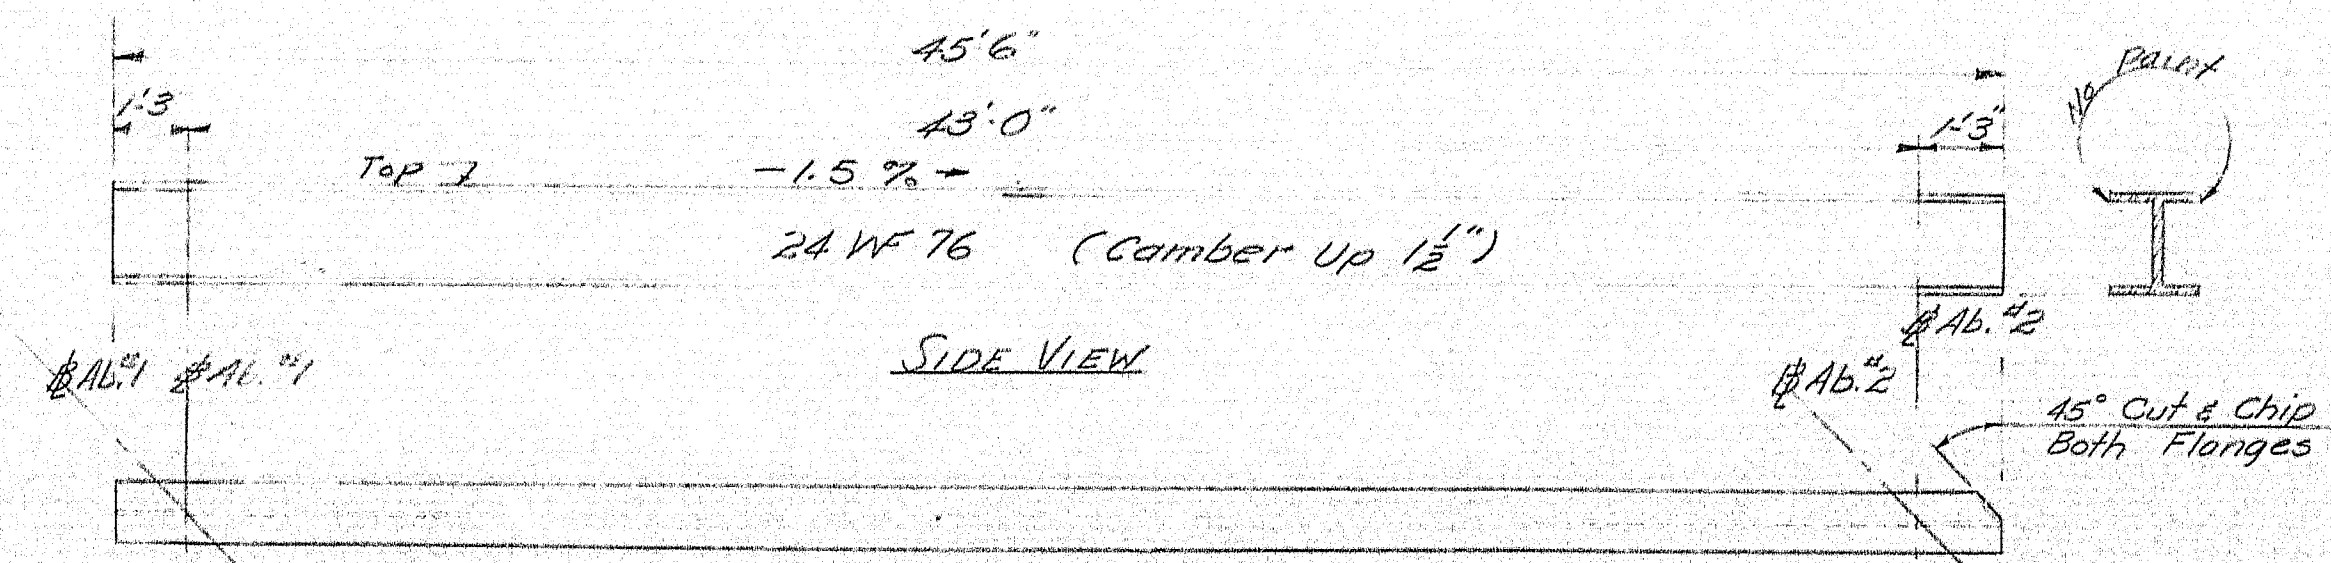 45'6"
1'-3
43'-0"
1'-3"
No paint
Top
-1.5 %
24 WF 76 (Camber Up 1½")
SIDE VIEW
℄ Ab. #2
℄ Ab. #1 ℄ Ab. #1
℄ Ab. #2
45° Cut & Chip
Both Flanges